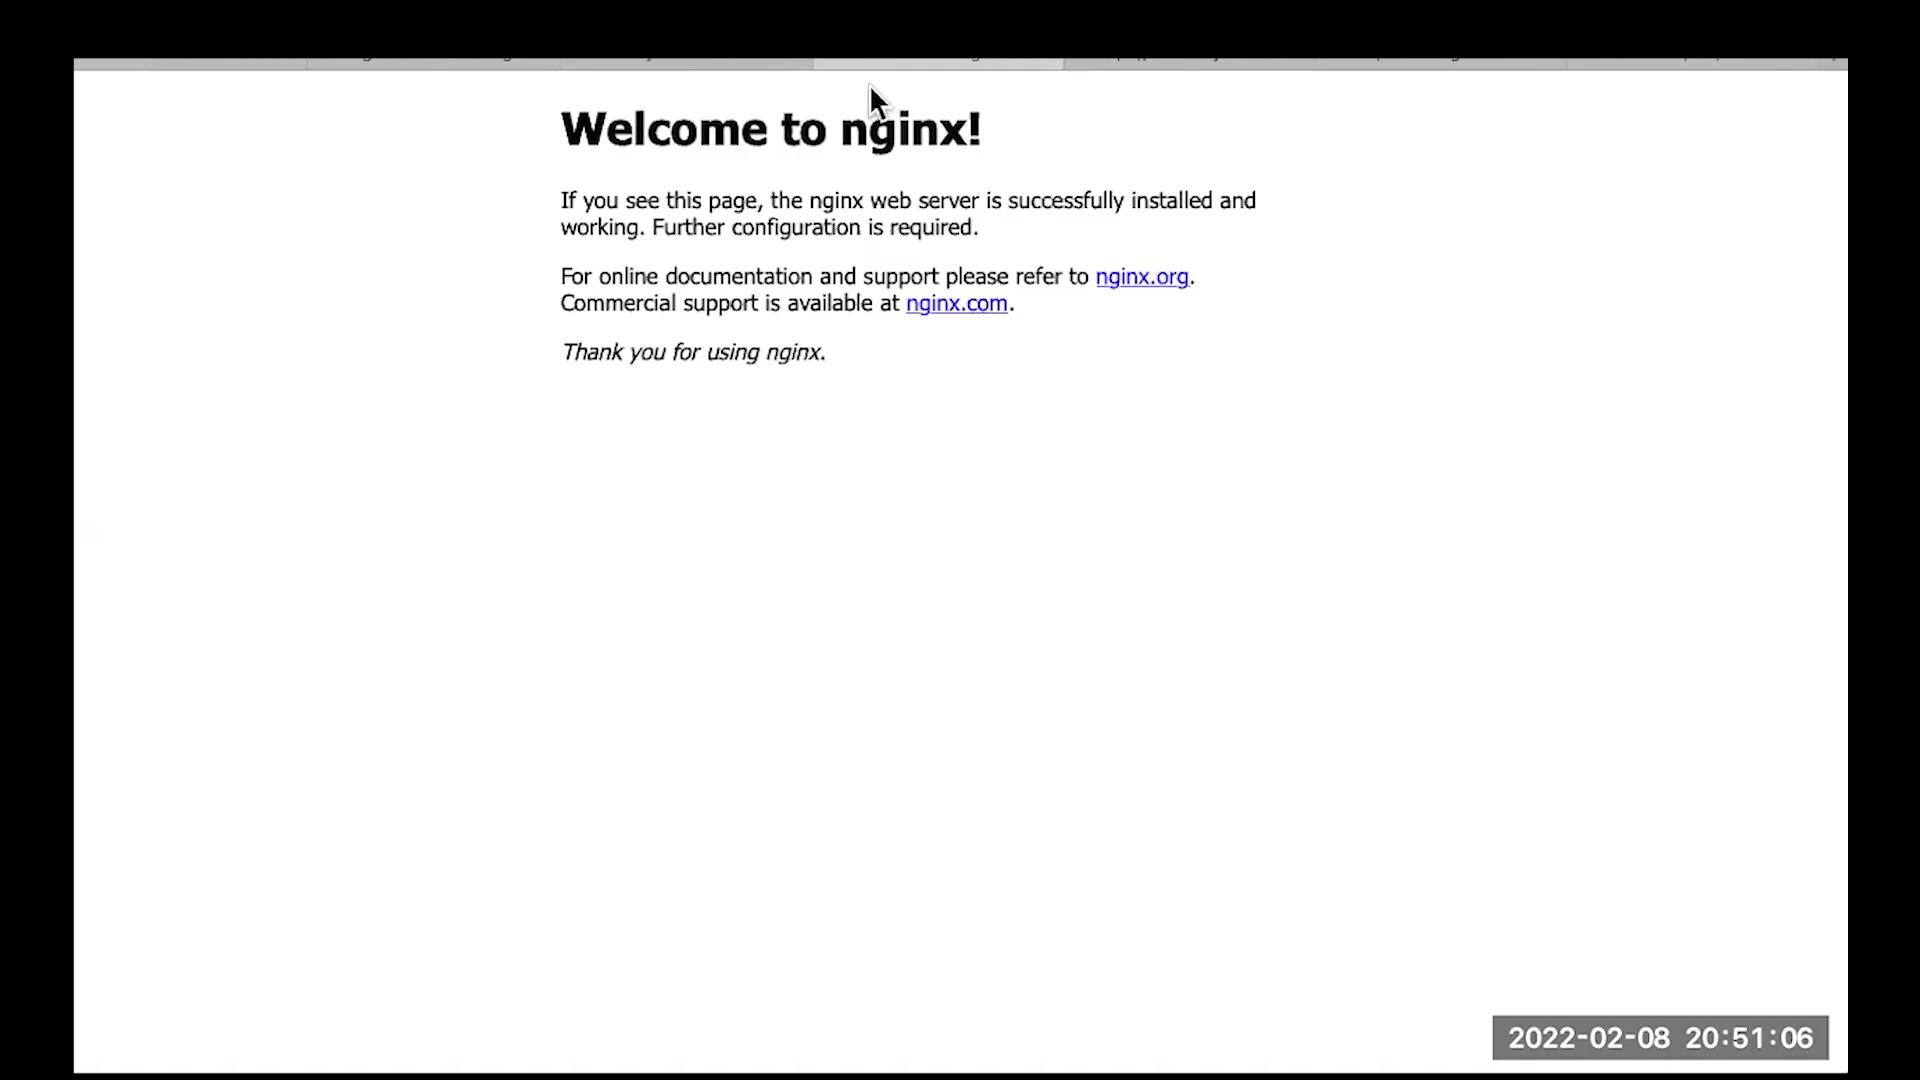 Welcome to nginx!
If you see this page, the nginx web server is successfully installed and
working. Further configuration is required.
For online documentation and support please refer to nginx.org.
Commercial support is available at nginx.com.
Thank you for using nginx.
2022-02-08 20:51:06